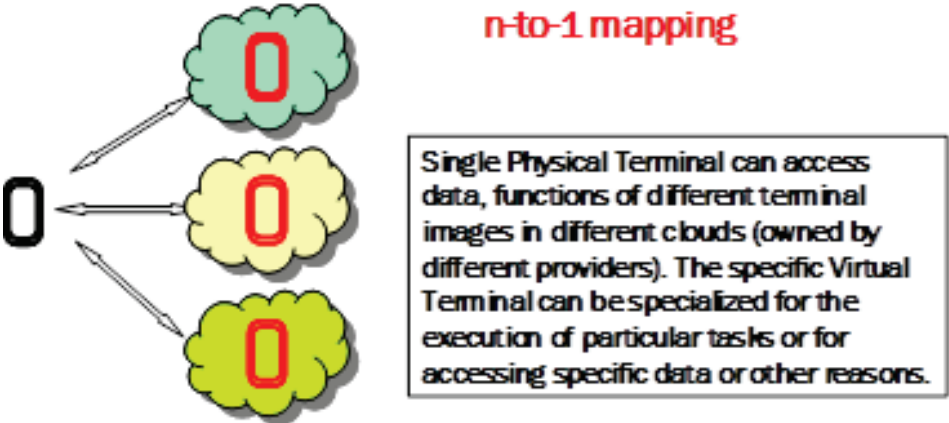 n-to-1 mapping
Single Physical Terminal can access
data, functions of different terminal
images in different clouds (owned by
different providers). The specific Virtual
Terminal can be specialized for the
execution of particular tasks or for
accessing specific data or other reasons.